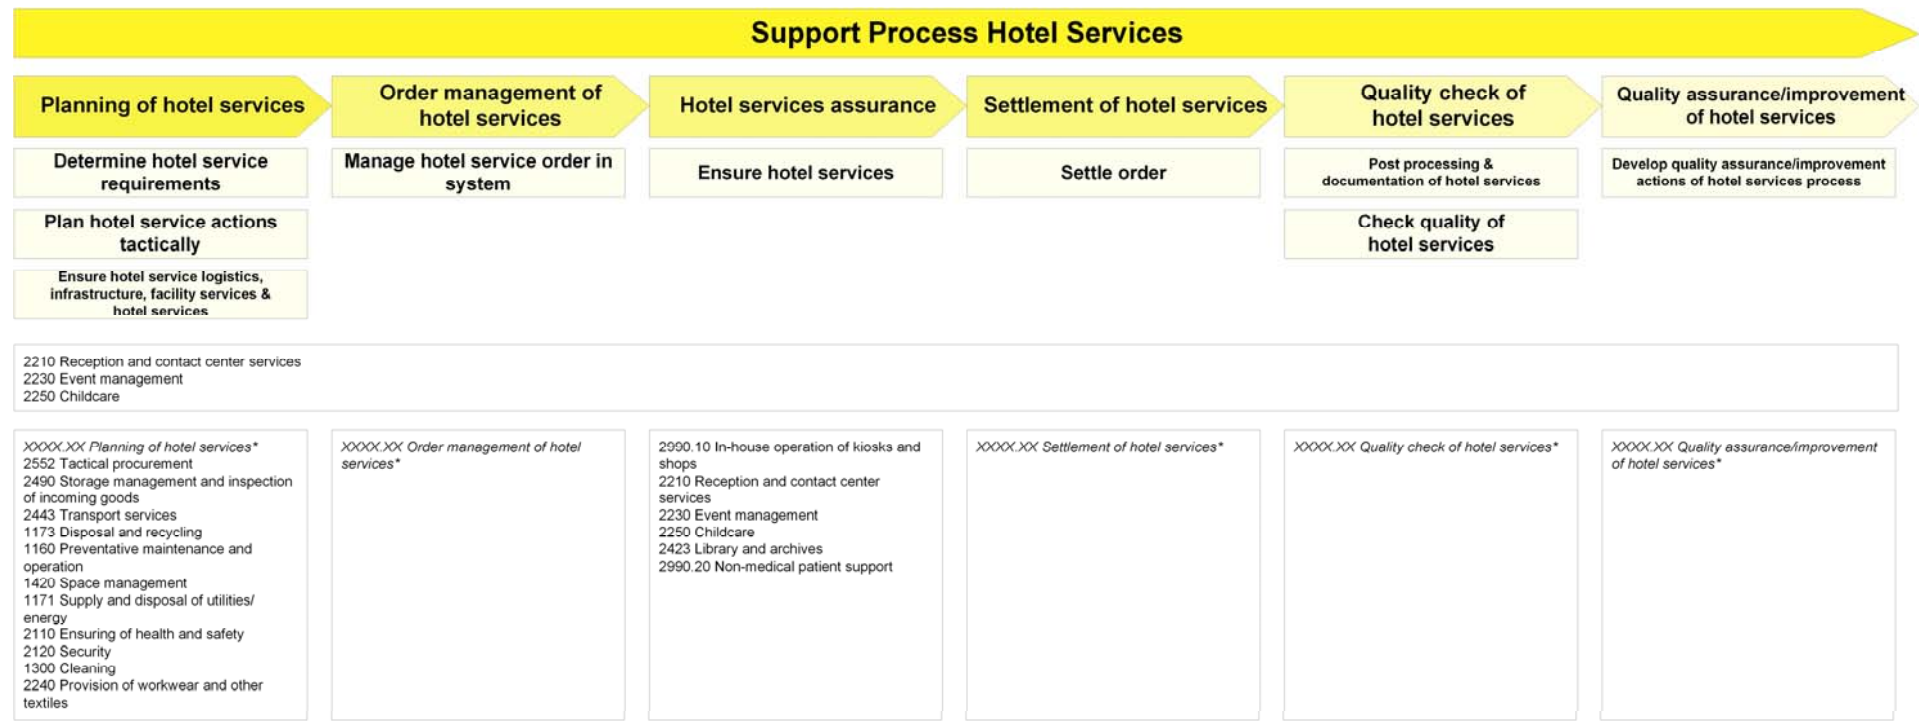 Support Process Hotel Services
Planning of hotel services
Order management of
hotel services
Hotel services assurance
Settlement of hotel services
Quality check of
hotel services
Quality assurance/improvement
of hotel services
Determine hotel service
requirements
Manage hotel service order in
system
Ensure hotel services
Settle order
Post processing &
documentation of hotel services
Develop quality assurance/improvement
actions of hotel services process
Plan hotel service actions
tactically
Check quality of
hotel services
Ensure hotel service logistics,
infrastructure, facility services &
hotel services
2210 Reception and contact center services
2230 Event management
2250 Childcare
XXXX.XX Planning of hotel services*
2552 Tactical procurement
2490 Storage management and inspection
of incoming goods
2443 Transport services
1173 Disposal and recycling
1160 Preventative maintenance and
operation
1420 Space management
1171 Supply and disposal of utilities/
energy
2110 Ensuring of health and safety
2120 Security
1300 Cleaning
2240 Provision of workwear and other
textiles
XXXX.XX Order management of hotel
services*
2990.10 In-house operation of kiosks and
shops
2210 Reception and contact center
services
2230 Event management
2250 Childcare
2423 Library and archives
2990.20 Non-medical patient support
XXXX.XX Settlement of hotel services*
XXXX.XX Quality check of hotel services*
XXXX.XX Quality assurance/improvement
of hotel services*